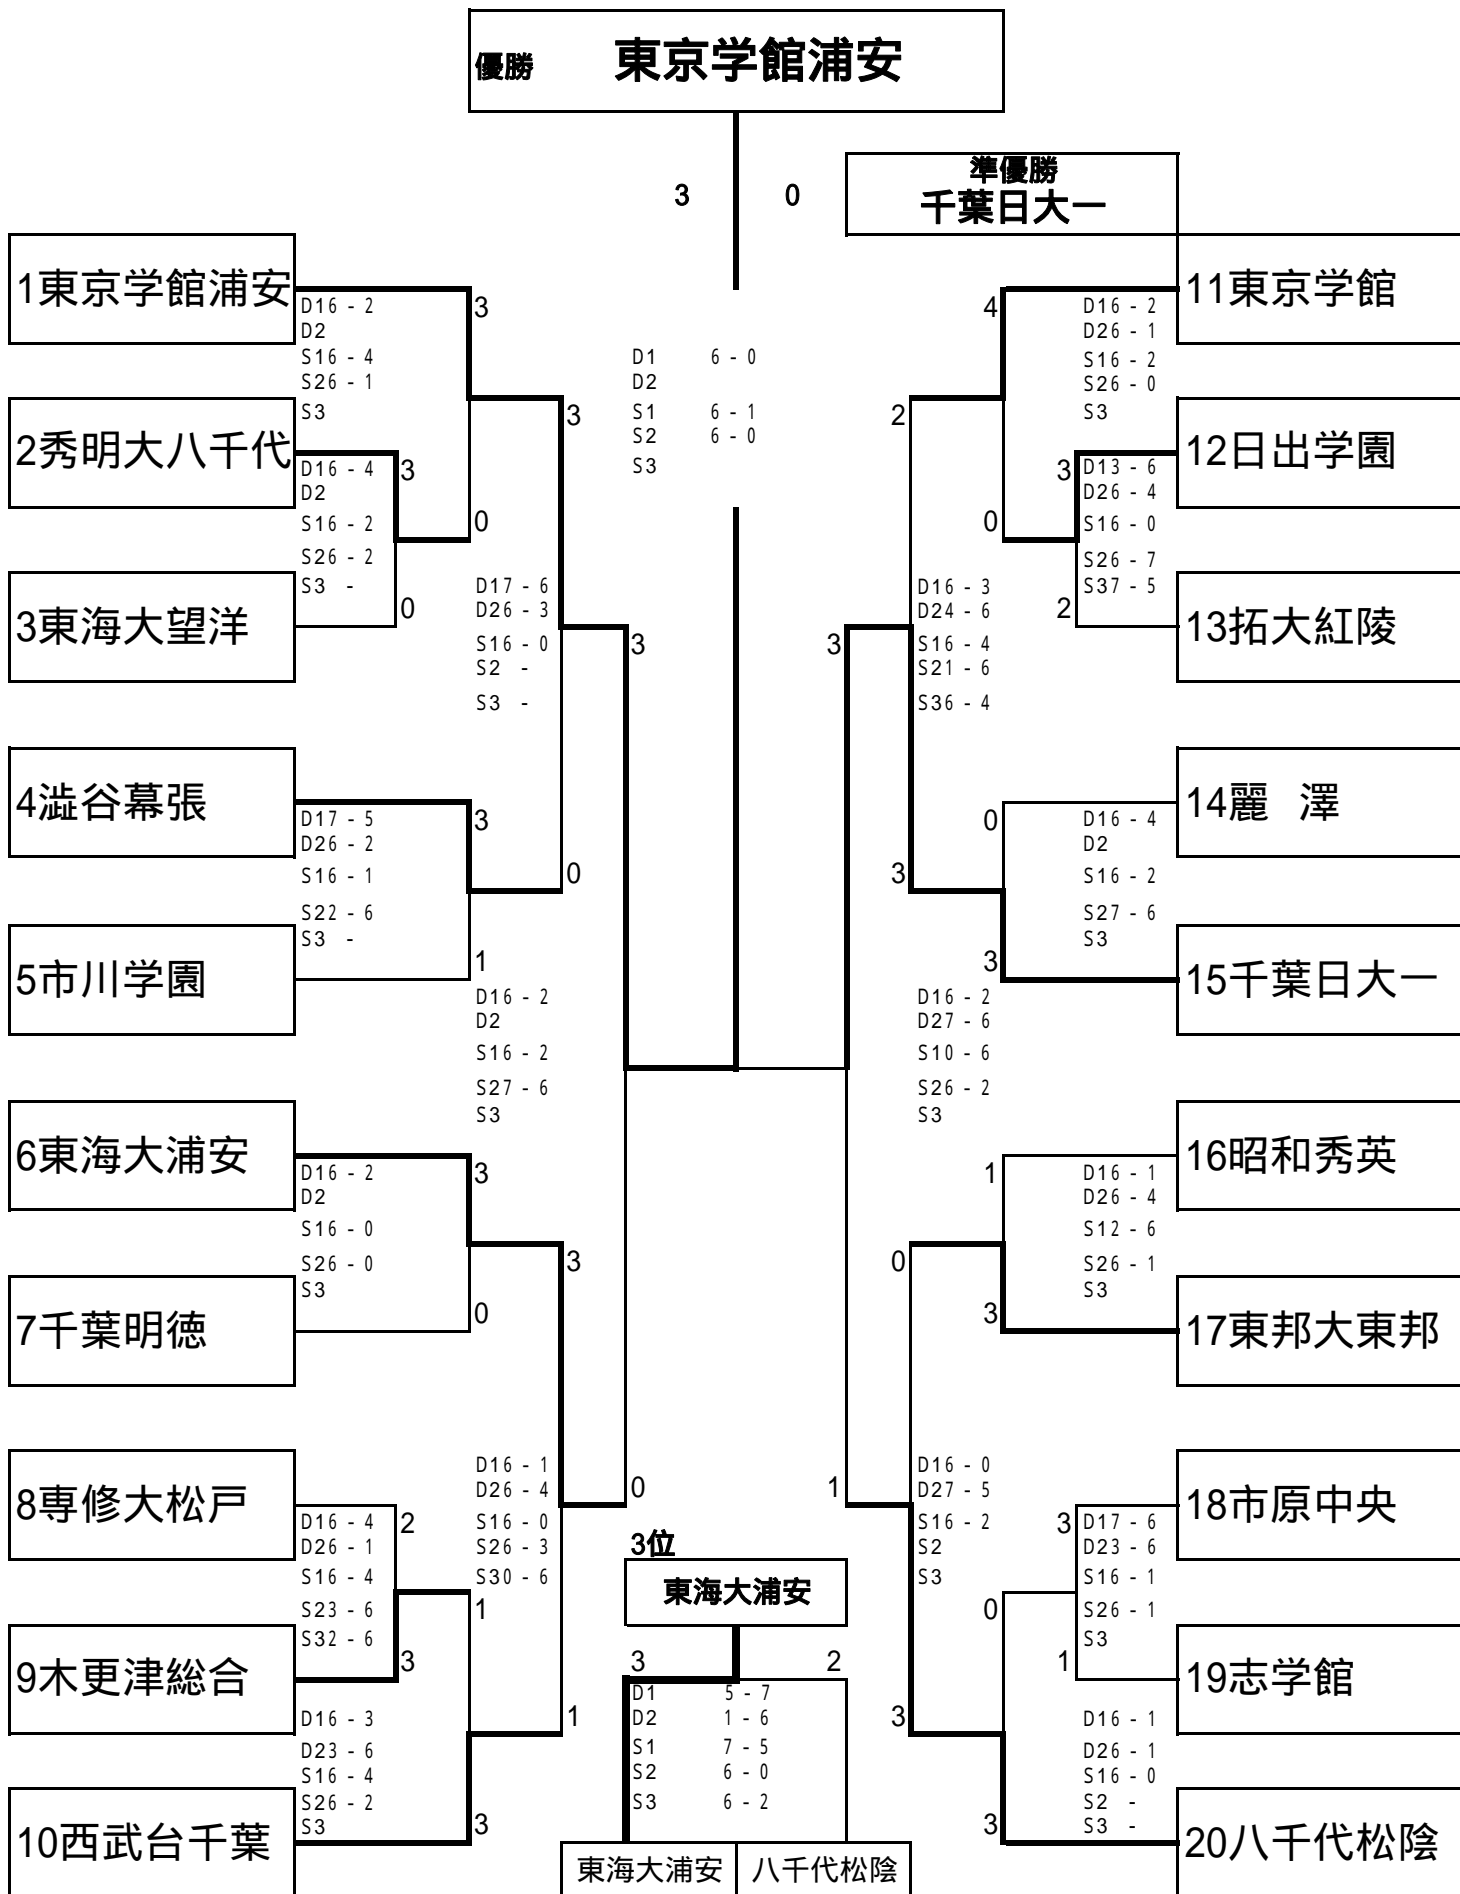 優勝 東京学館浦安
3 0
準優勝
千葉日大一
1東京学館浦安
D16 - 2
D2
S16 - 4
S26 - 1
S3
3
2秀明大八千代
D16 - 4
D2
S16 - 2
S26 - 2
S3 -
3
0
0
3東海大望洋
3
D17 - 6
D26 - 3
S16 - 0
S2 -
S3 -
3
4澁谷幕張
D17 - 5
D26 - 2
S16 - 1
S22 - 6
S3 -
3
0
1
5市川学園
D16 - 2
D2
S16 - 2
S27 - 6
S3
6東海大浦安
D16 - 2
D2
S16 - 0
S26 - 0
S3
3
3
0
7千葉明徳
D16 - 1
D26 - 4
S16 - 0
S26 - 3
S30 - 6
0
8専修大松戸
D16 - 4
D26 - 1
S16 - 4
S23 - 6
S32 - 6
2
1
3
9木更津総合
D16 - 3
D23 - 6
S16 - 4
S26 - 2
S3
1
3
10西武台千葉
D1 6 - 0
D2
S1 6 - 1
S2 6 - 0
S3
4
D16 - 2
D26 - 1
S16 - 2
S26 - 0
S3
11東京学館
2
3
D13 - 6
D26 - 4
S16 - 0
S26 - 7
S37 - 5
12日出学園
0
2
13拓大紅陵
3
D16 - 3
D24 - 6
S16 - 4
S21 - 6
S36 - 4
0
D16 - 4
D2
S16 - 2
S27 - 6
S3
14麗 澤
3
3
15千葉日大一
D16 - 2
D27 - 6
S10 - 6
S26 - 2
S3
1
D16 - 1
D26 - 4
S12 - 6
S26 - 1
S3
16昭和秀英
0
3
17東邦大東邦
1
D16 - 0
D27 - 5
S16 - 2
S2
S3
3
D17 - 6
D23 - 6
S16 - 1
S26 - 1
S3
18市原中央
0
1
19志学館
3
D16 - 1
D26 - 1
S16 - 0
S2 -
S3 -
3
20八千代松陰
3位
東海大浦安
3 2
D1 5 - 7
D2 1 - 6
S1 7 - 5
S2 6 - 0
S3 6 - 2
東海大浦安 八千代松陰